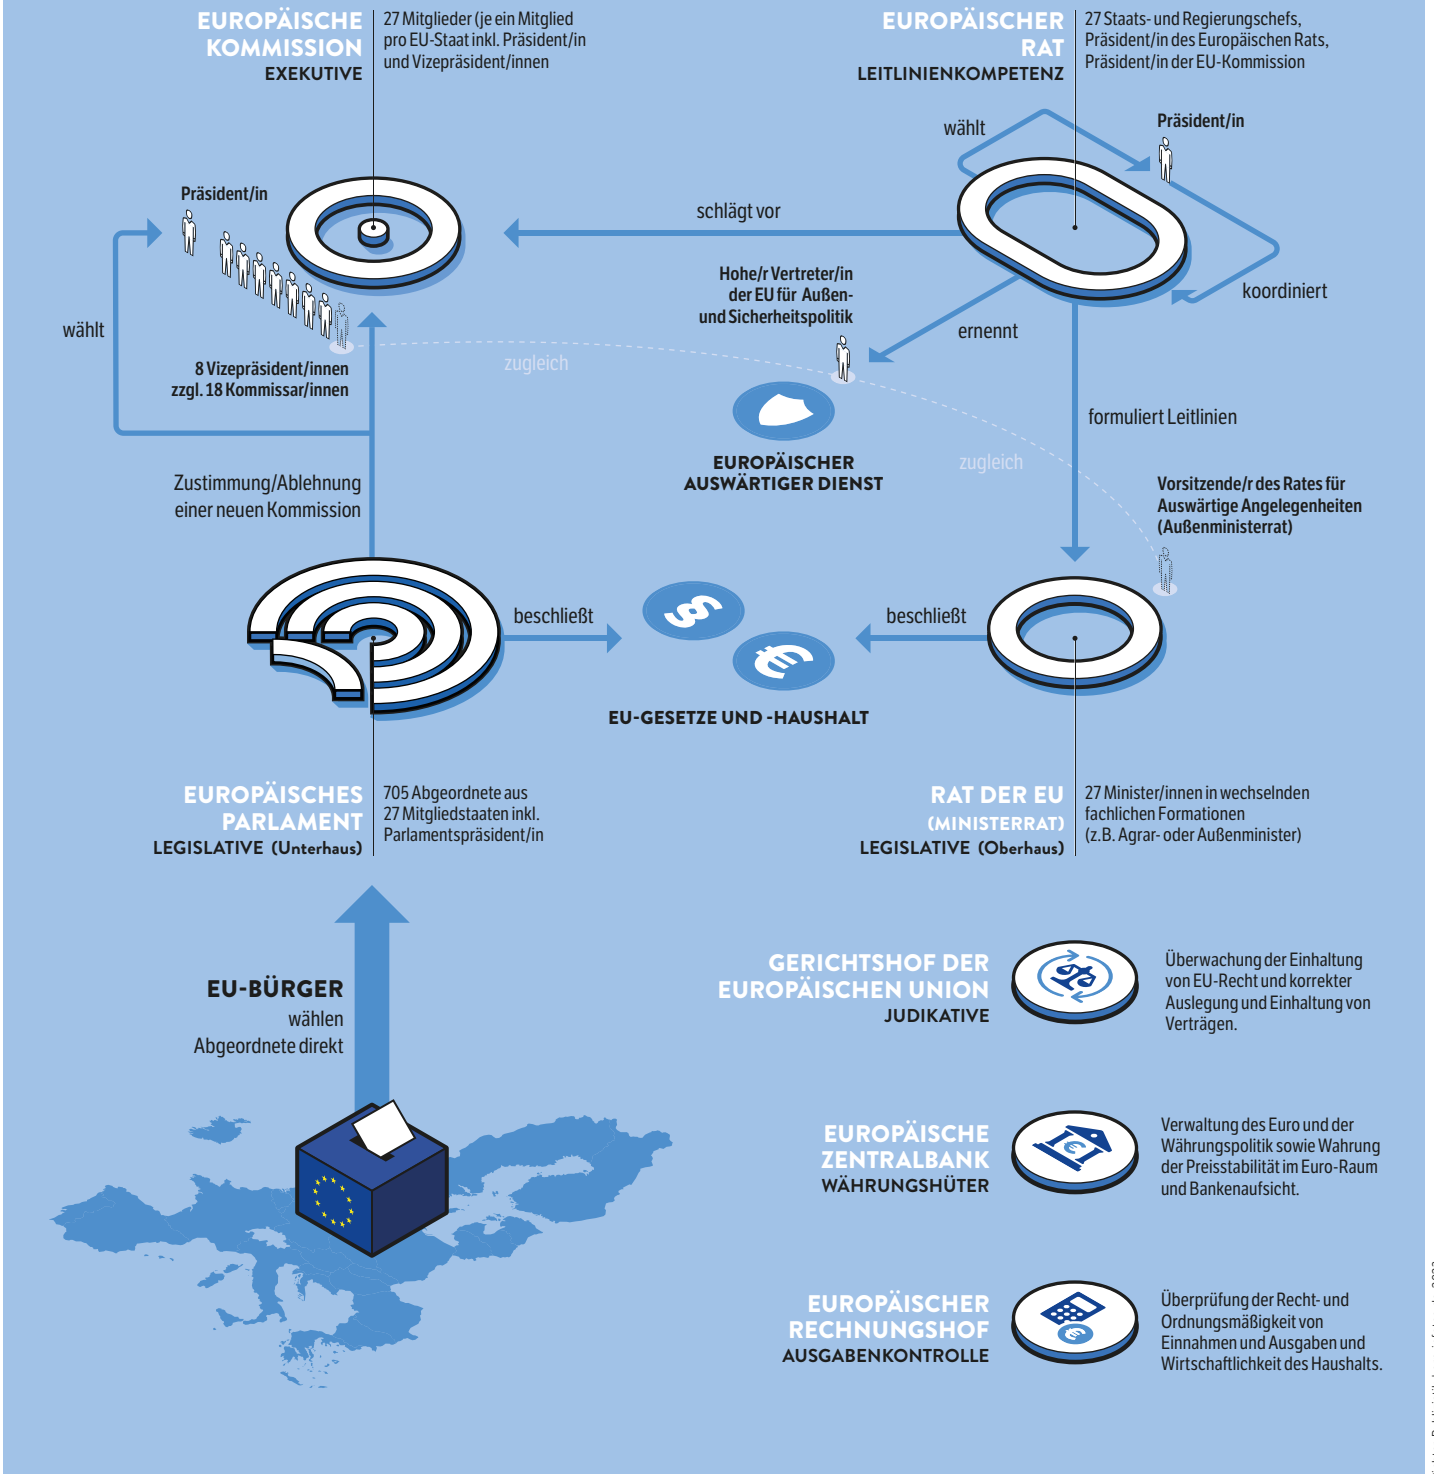 EUROPÄISCHE
KOMMISSION
EXEKUTIVE
27 Mitglieder (je ein Mitglied
pro EU-Staat inkl. Präsident/in
und Vizepräsident/innen
EUROPÄISCHER
RAT
LEITLINIENKOMPETENZ
27 Staats- und Regierungschefs,
Präsident/in des Europäischen Rats,
Präsident/in der EU-Kommission
wählt
Präsident/in
Präsident/in
schlägt vor
Hohe/r Vertreter/in
der EU für Außen-
und Sicherheitspolitik
koordiniert
ernennt
wählt
8 Vizepräsident/innen
zzgl. 18 Kommissar/innen
zugleich
formuliert Leitlinien
EUROPÄISCHER
AUSWÄRTIGER DIENST
zugleich
Zustimmung/Ablehnung
einer neuen Kommission
Vorsitzende/r des Rates für
Auswärtige Angelegenheiten
(Außenministerrat)
beschließt
§
€
beschließt
EU-GESETZE UND -HAUSHALT
EUROPÄISCHES
PARLAMENT
LEGISLATIVE (Unterhaus)
705 Abgeordnete aus
27 Mitgliedstaaten inkl.
Parlamentspräsident/in
RAT DER EU
(MINISTERRAT)
LEGISLATIVE (Oberhaus)
27 Minister/innen in wechselnden
fachlichen Formationen
(z.B. Agrar- oder Außenminister)
EU-BÜRGER
wählen
Abgeordnete direkt
GERICHTSHOF DER
EUROPÄISCHEN UNION
JUDIKATIVE
Überwachung der Einhaltung
von EU-Recht und korrekter
Auslegung und Einhaltung von
Verträgen.
EUROPÄISCHE
ZENTRALBANK
WÄHRUNGSHÜTER
€
Verwaltung des Euro und der
Währungspolitik sowie Wahrung
der Preisstabilität im Euro-Raum
und Bankenaufsicht.
EUROPÄISCHER
RECHNUNGSHOF
AUSGABENKONTROLLE
€
Überprüfung der Recht- und
Ordnungsmäßigkeit von
Einnahmen und Ausgaben und
Wirtschaftlichkeit des Haushalts.